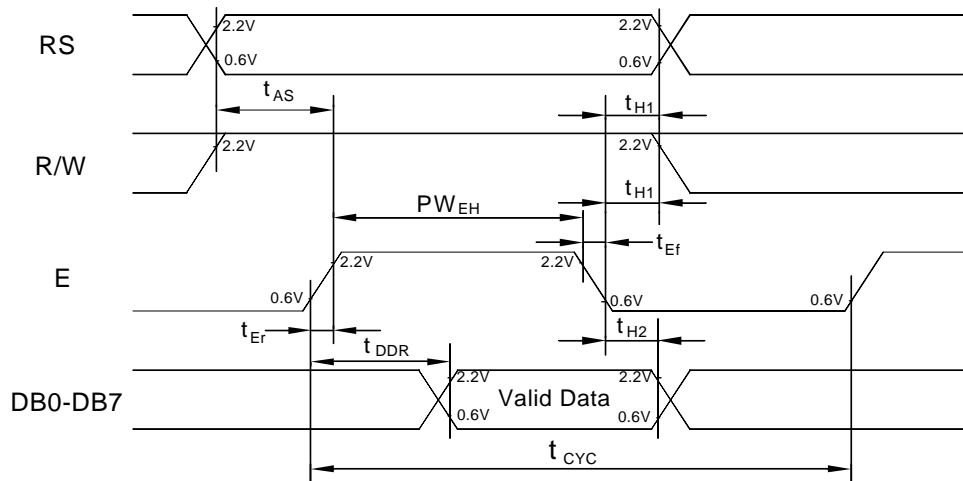 RS
2.2V
2.2V
0.6V
0.6V
tAS
tH1
R/W
2.2V
2.2V
tH1
PWEH
tEf
E
2.2V
2.2V
0.6V
0.6V
0.6V
tEr
tDDR
tH2
DB0-DB7
2.2V
Valid Data
2.2V
0.6V
0.6V
tCYC